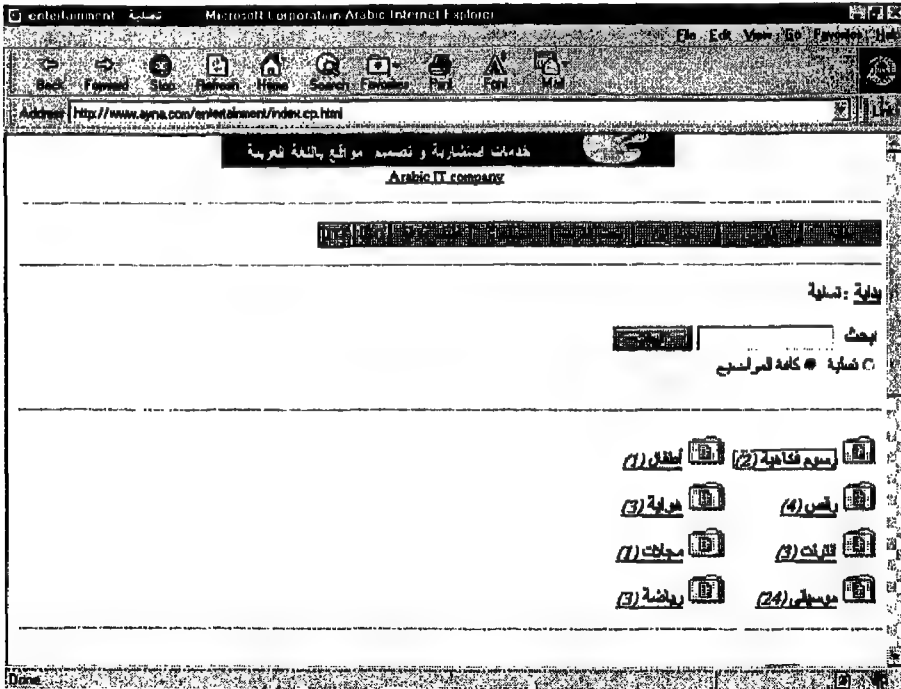 entertainment تسلية Microsoft Corporation Arabic Internet Explorer
File Edit View Go Favorites Help
Back Forward Stop Refresh Home Search Favorites Print Font Mail
Address http://www.ayna.com/entertainment/index.cp.html
خدمات إستشارية و تصميم مواقع باللغة العربية
Arabic IT company
بداية : تسلية
ابحث
تسلية كافة المواضيع
رسوم فكاهية (2) أطفال (1)
رقص (4) هواية (3)
انترنت (3) مجلات (1)
موسيقى (24) رياضة (3)
Done